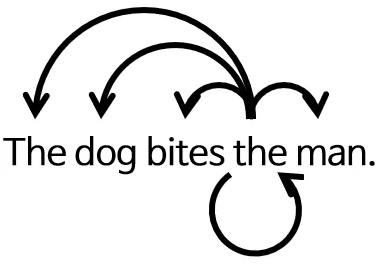 The dog bites the man.